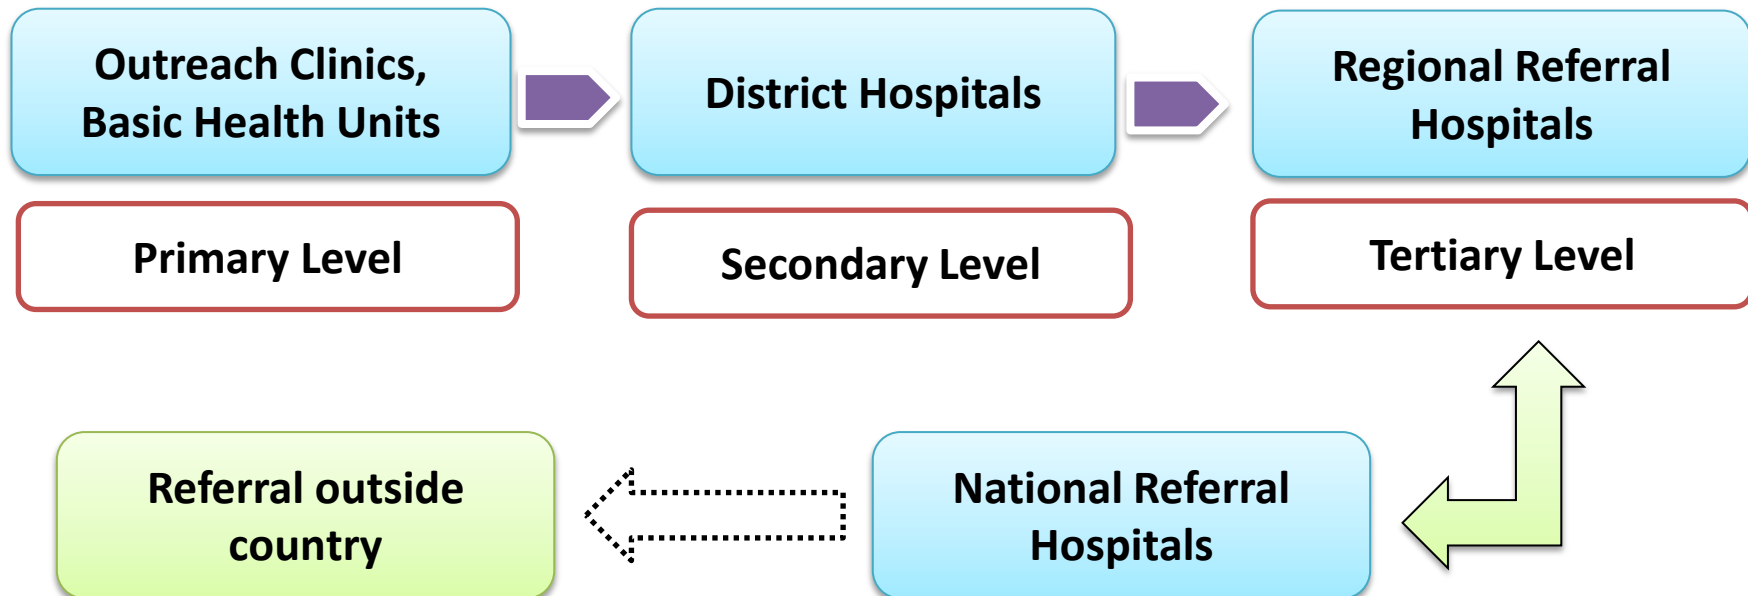 Outreach Clinics,
Basic Health Units
District Hospitals
Regional Referral
Hospitals
Primary Level
Secondary Level
Tertiary Level
Referral outside
country
National Referral
Hospitals